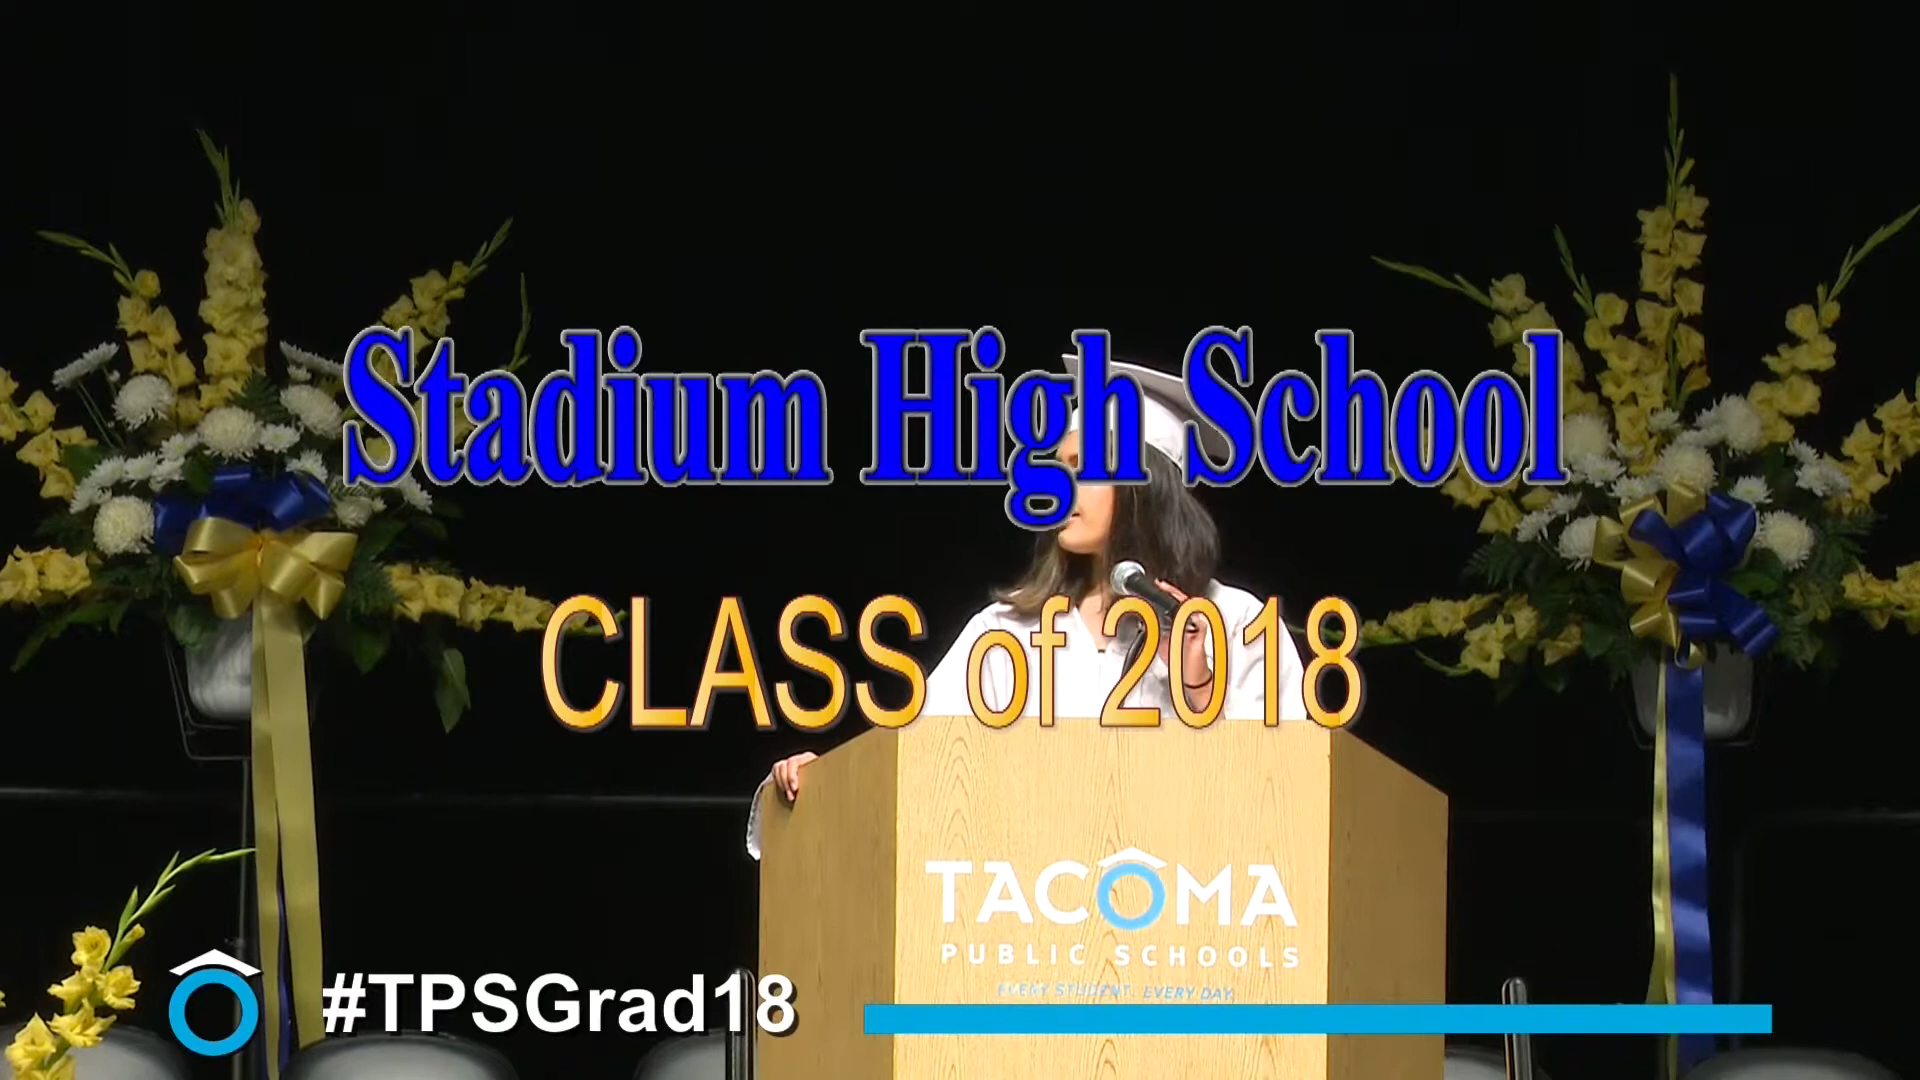 Stadium High School
CLASS of 2018
TACOMA
PUBLIC SCHOOLS
EVERY STUDENT. EVERY DAY.
#TPSGrad18